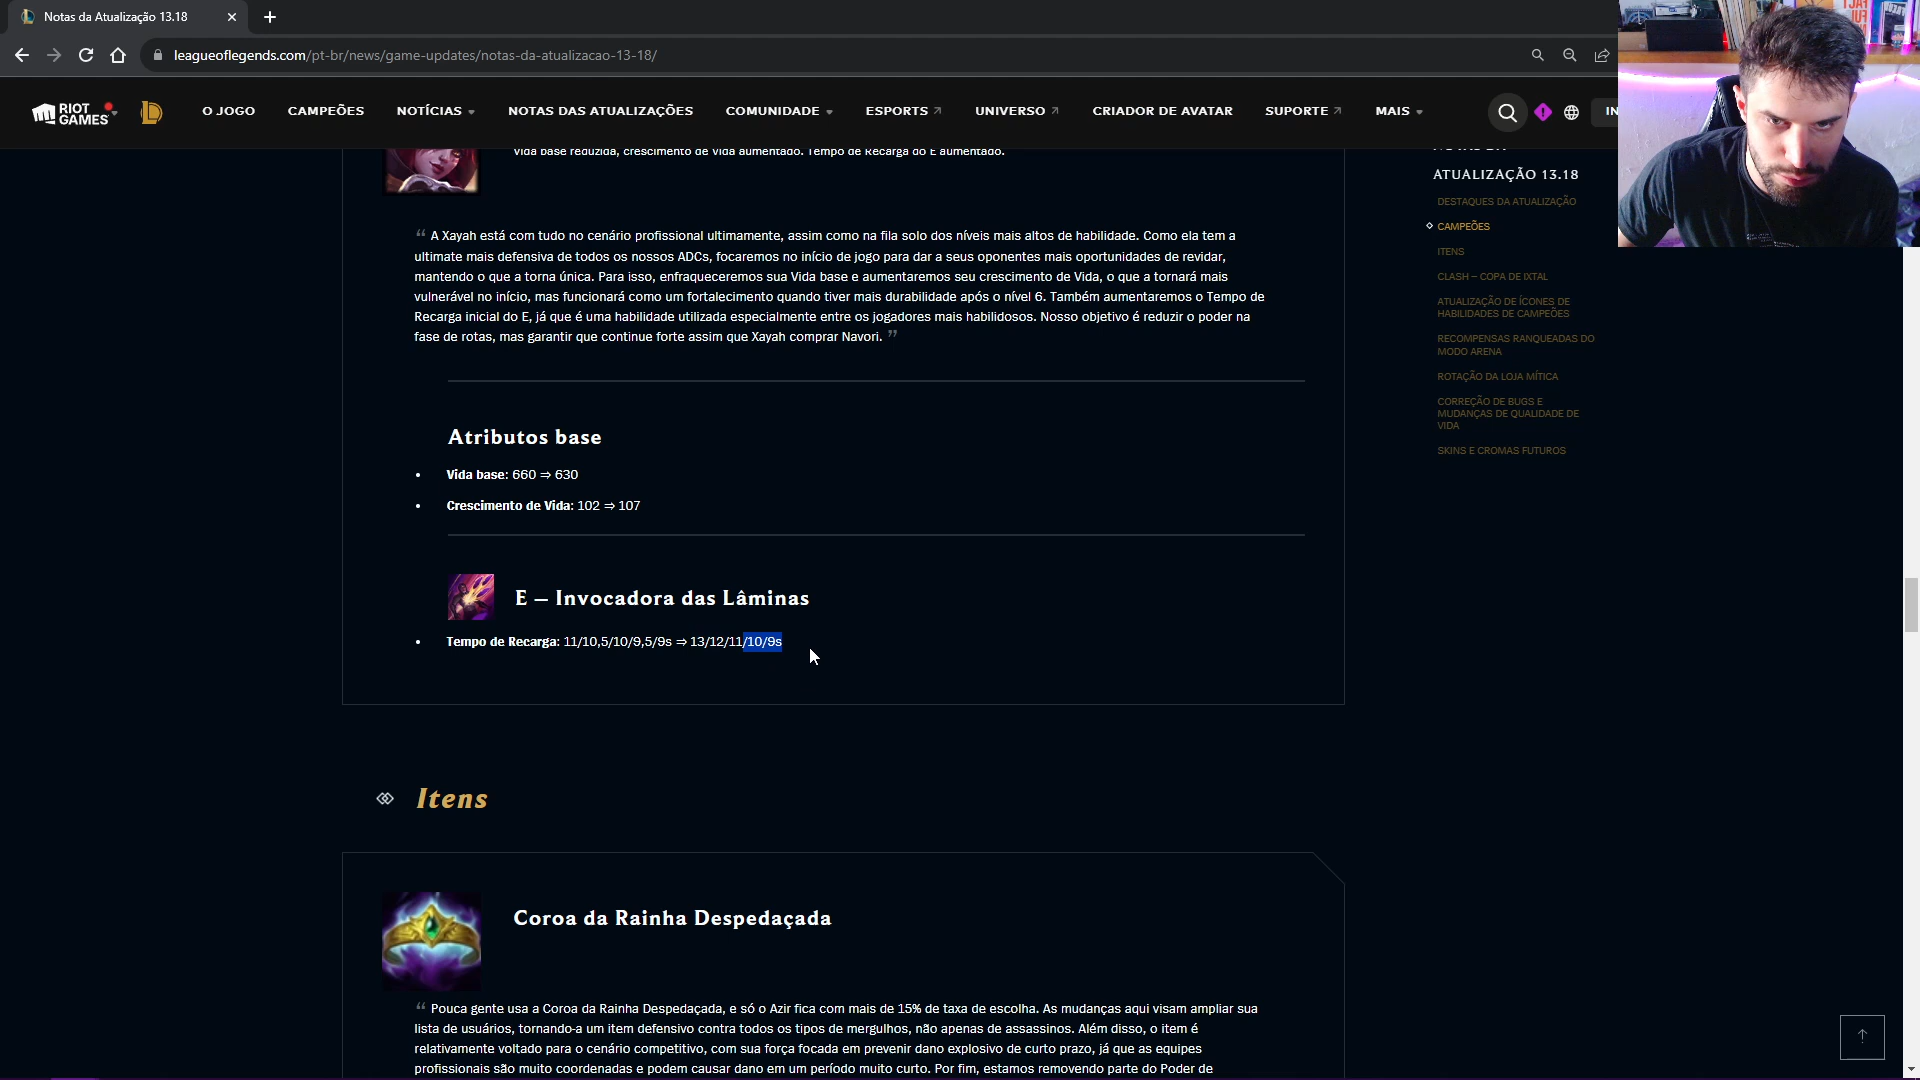 Notas da Atualização 13.18
leagueoflegends.com/pt-br/news/game-updates/notas-da-atualizacao-13-18/
RIOT GAMES
O JOGO
CAMPEÕES
NOTÍCIAS
NOTAS DAS ATUALIZAÇÕES
COMUNIDADE
ESPORTS
UNIVERSO
CRIADOR DE AVATAR
SUPORTE
MAIS
Vida base reduzida, crescimento de vida aumentado. Tempo de Recarga do E aumentado.
“ A Xayah está com tudo no cenário profissional ultimamente, assim como na fila solo dos níveis mais altos de habilidade. Como ela tem a
ultimate mais defensiva de todos os nossos ADCs, focaremos no início de jogo para dar a seus oponentes mais oportunidades de revidar,
mantendo o que a torna única. Para isso, enfraqueceremos sua Vida base e aumentaremos seu crescimento de Vida, o que a tornará mais
vulnerável no início, mas funcionará como um fortalecimento quando tiver mais durabilidade após o nível 6. Também aumentaremos o Tempo de
Recarga inicial do E, já que é uma habilidade utilizada especialmente entre os jogadores mais habilidosos. Nosso objetivo é reduzir o poder na
fase de rotas, mas garantir que continue forte assim que Xayah comprar Navori. ”
Atributos base
• Vida base: 660 ⇒ 630
• Crescimento de Vida: 102 ⇒ 107
E – Invocadora das Lâminas
• Tempo de Recarga: 11/10,5/10/9,5/9s ⇒ 13/12/11/10/9s
Itens
Coroa da Rainha Despedaçada
“ Pouca gente usa a Coroa da Rainha Despedaçada, e só o Azir fica com mais de 15% de taxa de escolha. As mudanças aqui visam ampliar sua
lista de usuários, tornando-a um item defensivo contra todos os tipos de mergulhos, não apenas de assassinos. Além disso, o item é
relativamente voltado para o cenário competitivo, com sua força focada em prevenir dano explosivo de curto prazo, já que as equipes
profissionais são muito coordenadas e podem causar dano em um período muito curto. Por fim, estamos removendo parte do Poder de
ATUALIZAÇÃO 13.18
DESTAQUES DA ATUALIZAÇÃO
CAMPEÕES
ITENS
CLASH – COPA DE IXTAL
ATUALIZAÇÃO DE ÍCONES DE
HABILIDADES DE CAMPEÕES
RECOMPENSAS RANQUEADAS DO
MODO ARENA
ROTAÇÃO DA LOJA MÍTICA
CORREÇÃO DE BUGS E
MUDANÇAS DE QUALIDADE DE
VIDA
SKINS E CROMAS FUTUROS